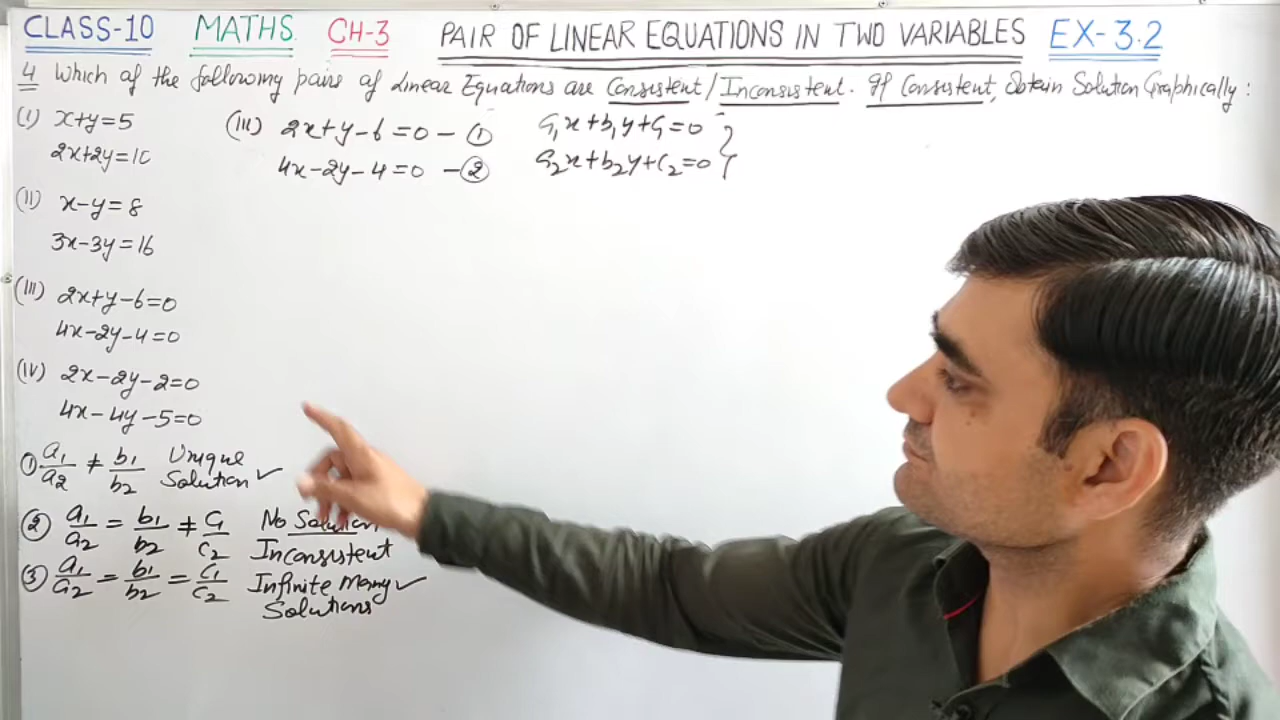 CLASS-10 MATHS CH-3 PAIR OF LINEAR EQUATIONS IN TWO VARIABLES EX-3.2
4 Which of the following pairs of Linear Equations are Consistent/Inconsistent. If Consistent, Obtain Solution Graphically:
(I) x+y=5
2x+2y=10
(II) x-y=8
3x-3y=16
(III) 2x+y-6=0
4x-2y-4=0
(IV) 2x-2y-2=0
4x-4y-5=0
① a₁/a₂ ≠ b₁/b₂ Unique Solution ✓
② a₁/a₂ = b₁/b₂ ≠ c₁/c₂ No Solution
Inconsistent
③ a₁/a₂ = b₁/b₂ = c₁/c₂ Infinite Many ✓
Solutions
(III) 2x+y-6=0 -①
4x-2y-4=0 -②
a₁x+b₁y+c₁=0 }
a₂x+b₂y+c₂=0